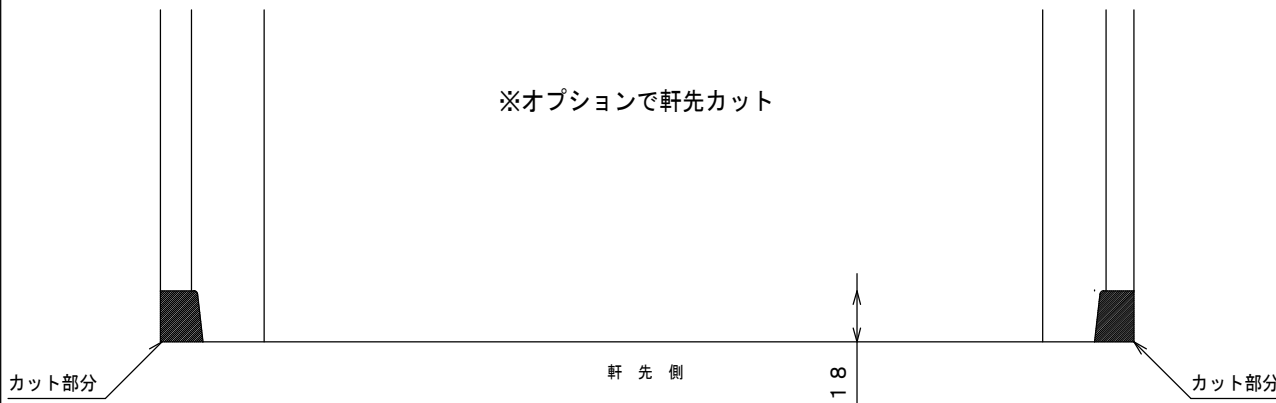 ※オプションで軒先カット
軒 先 側
18
カット部分
カット部分